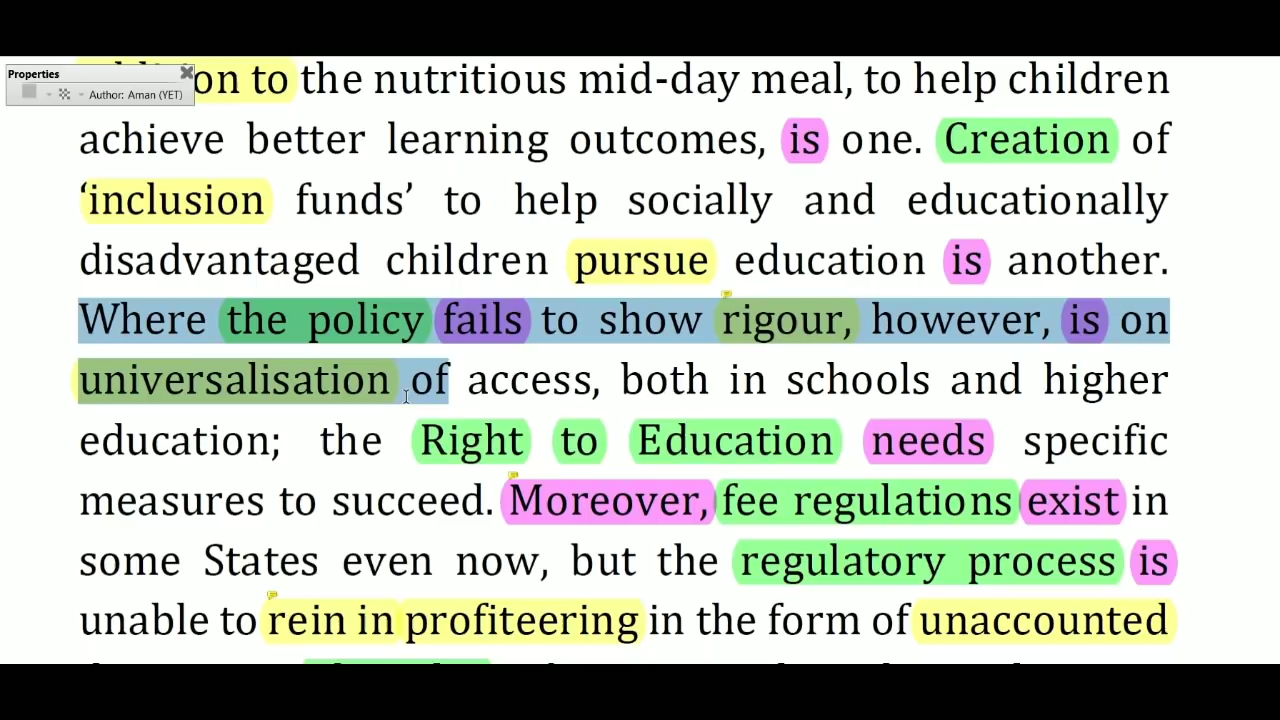 Properties
Author: Aman (YET)
on to the nutritious mid-day meal, to help children
achieve better learning outcomes, is one. Creation of
‘inclusion funds’ to help socially and educationally
disadvantaged children pursue education is another.
Where the policy fails to show rigour, however, is on
universalisation of access, both in schools and higher
education; the Right to Education needs specific
measures to succeed. Moreover, fee regulations exist in
some States even now, but the regulatory process is
unable to rein in profiteering in the form of unaccounted